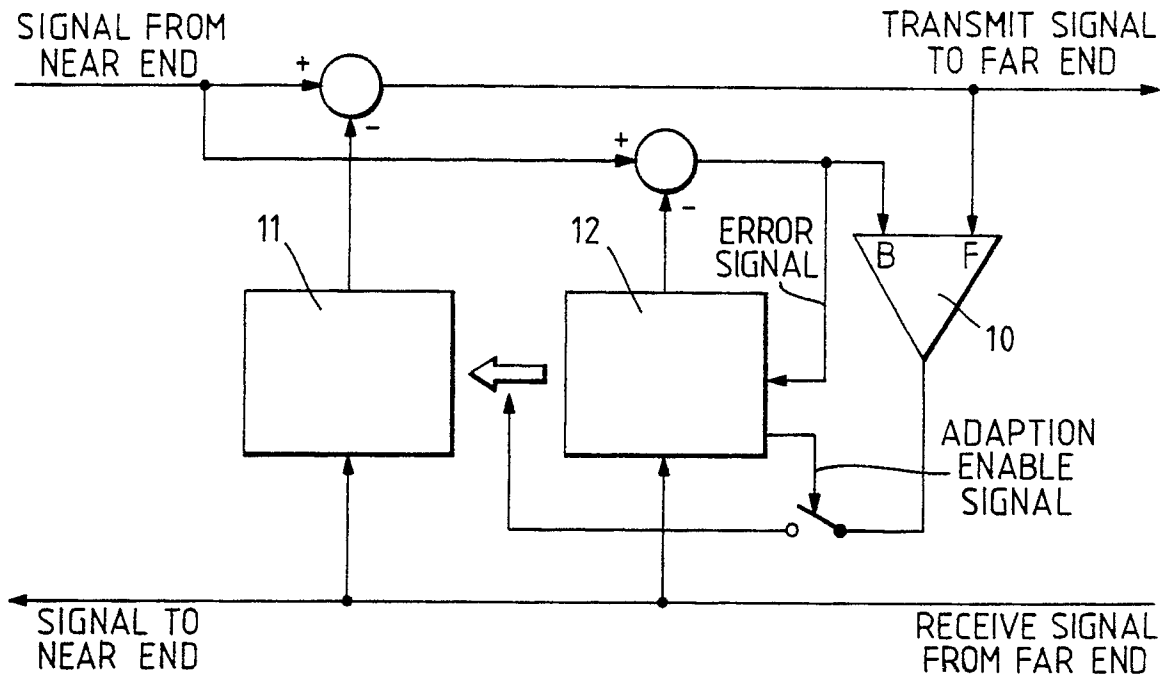 SIGNAL FROM
NEAR END
TRANSMIT SIGNAL
TO FAR END
+
-
+
-
11
12
ERROR
SIGNAL
B F
10
ADAPTION
ENABLE
SIGNAL
SIGNAL TO
NEAR END
RECEIVE SIGNAL
FROM FAR END